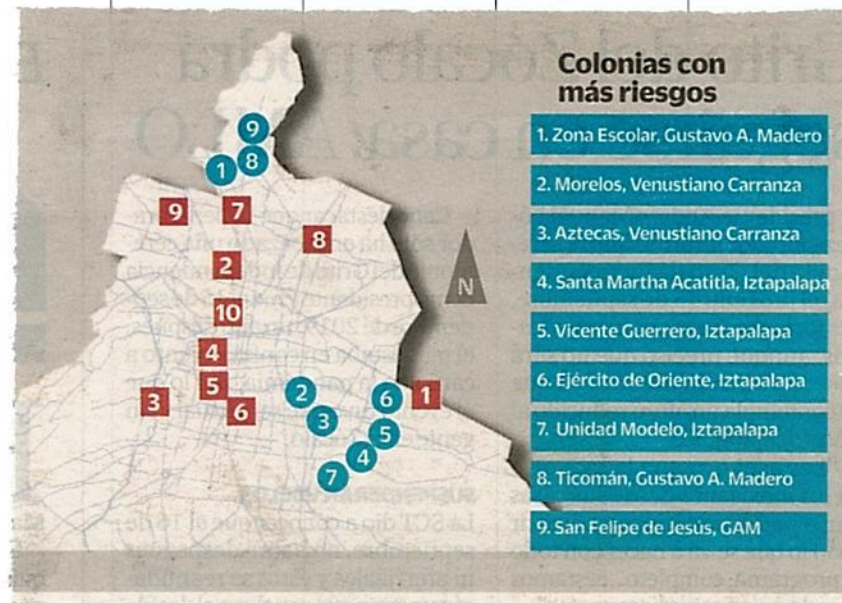 Colonias con
más riesgos
1. Zona Escolar, Gustavo A. Madero
2. Morelos, Venustiano Carranza
3. Aztecas, Venustiano Carranza
4. Santa Martha Acatitla, Iztapalapa
5. Vicente Guerrero, Iztapalapa
6. Ejército de Oriente, Iztapalapa
7. Unidad Modelo, Iztapalapa
8. Ticomán, Gustavo A. Madero
9. San Felipe de Jesús, GAM
9
8
1
9
7
8
2
N
10
4
5
3
6
2
3
6
1
5
4
7